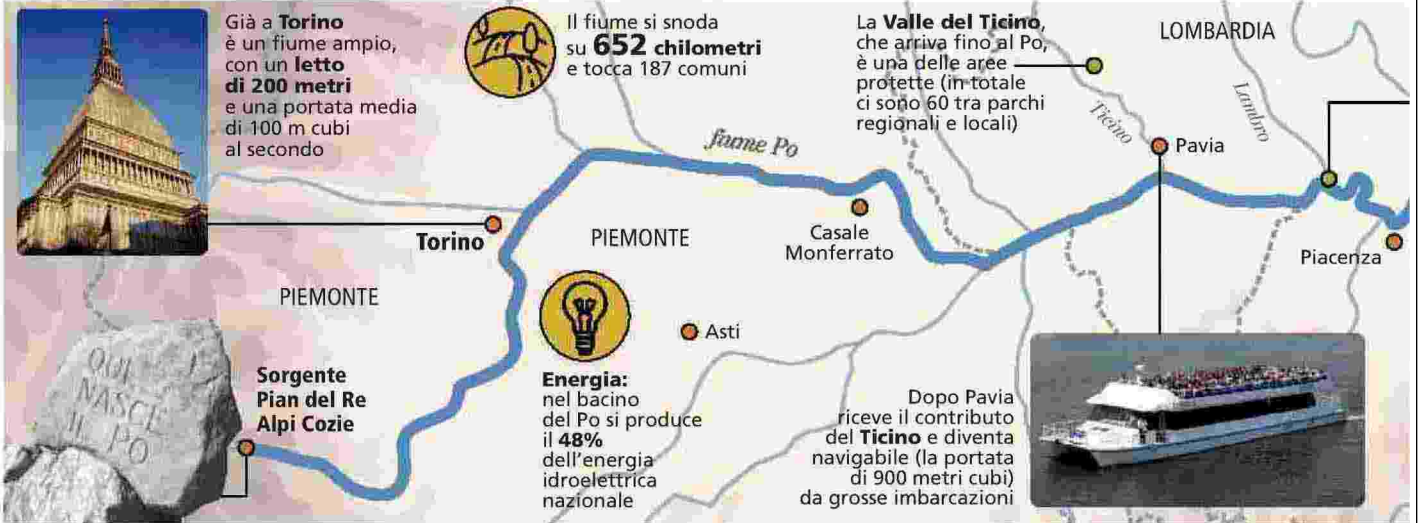 Già a Torino
è un fiume ampio,
con un letto
di 200 metri
e una portata media
di 100 m cubi
al secondo
Il fiume si snoda
su 652 chilometri
e tocca 187 comuni
La Valle del Ticino,
che arriva fino al Po,
è una delle aree
protette (in totale
ci sono 60 tra parchi
regionali e locali)
LOMBARDIA
Lambro
Ticino
Pavia
fiume Po
Torino
PIEMONTE
Casale
Monferrato
Piacenza
PIEMONTE
Asti
QUI
NASCE
IL PO
Sorgente
Pian del Re
Alpi Cozie
Energia:
nel bacino
del Po si produce
il 48%
dell'energia
idroelettrica
nazionale
Dopo Pavia
riceve il contributo
del Ticino e diventa
navigabile (la portata
di 900 metri cubi)
da grosse imbarcazioni